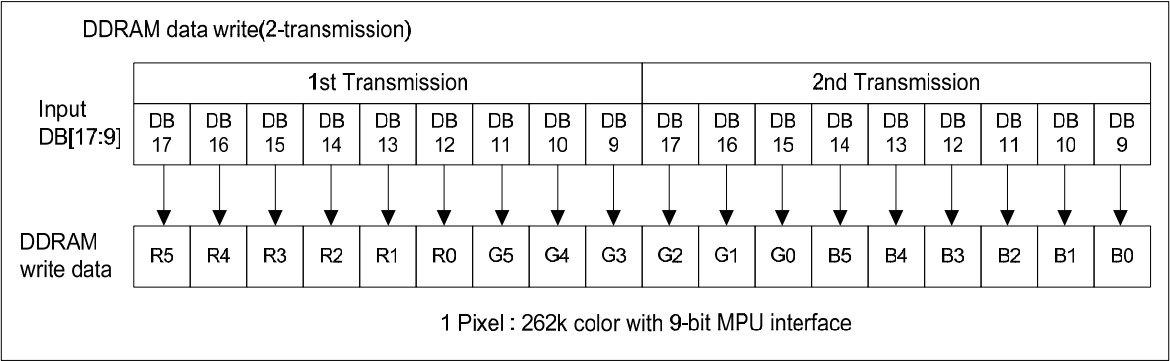 DDRAM data write(2-transmission)
1st Transmission 2nd Transmission
Input DB[17:9]
DB 17 DB 16 DB 15 DB 14 DB 13 DB 12 DB 11 DB 10 DB 9 DB 17 DB 16 DB 15 DB 14 DB 13 DB 12 DB 11 DB 10 DB 9
DDRAM write data
R5 R4 R3 R2 R1 R0 G5 G4 G3 G2 G1 G0 B5 B4 B3 B2 B1 B0
1 Pixel : 262k color with 9-bit MPU interface